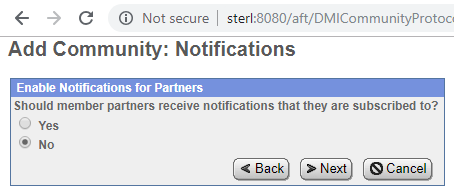 Not secure | sterl:8080/aft/DMICommunityProtoco
Add Community: Notifications
Enable Notifications for Partners
Should member partners receive notifications that they are subscribed to?
Yes
No
Back Next Cancel